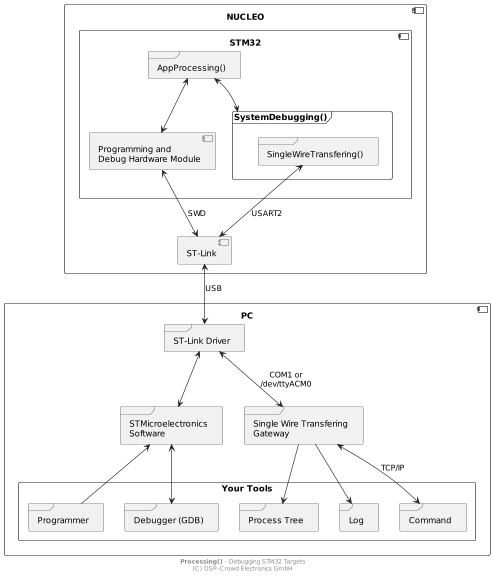 NUCLEO
STM32
AppProcessing()
SystemDebugging()
Programming and
Debug Hardware Module
SingleWireTransfering()
SWD
USART2
ST-Link
USB
PC
ST-Link Driver
COM1 or
/dev/ttyACM0
STMicroelectronics
Software
Single Wire Transfering
Gateway
TCP/IP
Your Tools
Programmer
Debugger (GDB)
Process Tree
Log
Command
Processing() - Debugging STM32 Targets
(C) DSP-Crowd Electronics GmbH